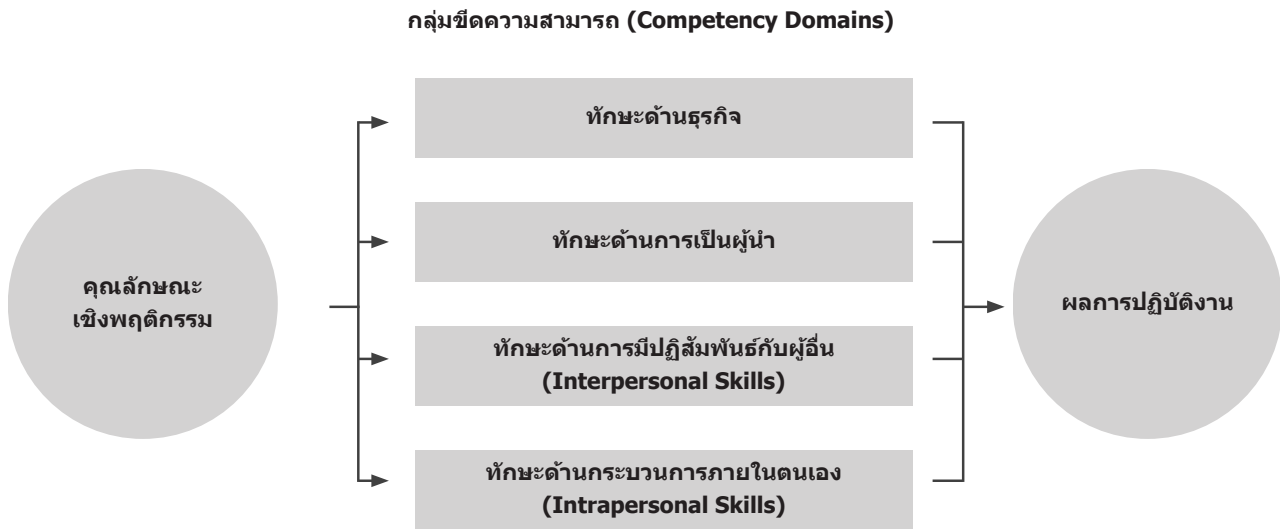 กลุ่มขีดความสามารถ (Competency Domains)
ทักษะด้านธุรกิจ
ทักษะด้านการเป็นผู้นำ
คุณลักษณะ
เชิงพฤติกรรม
ผลการปฏิบัติงาน
ทักษะด้านการมีปฏิสัมพันธ์กับผู้อื่น
(Interpersonal Skills)
ทักษะด้านกระบวนการภายในตนเอง
(Intrapersonal Skills)